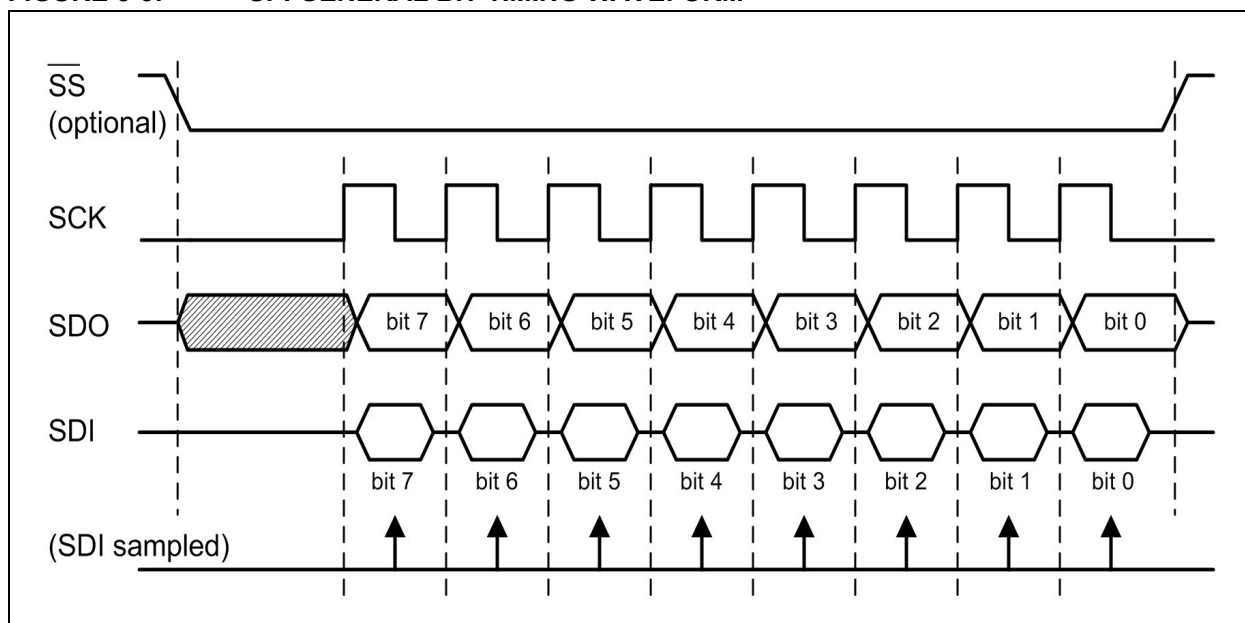 SS
(optional)
SCK
SDO
bit 7 bit 6 bit 5 bit 4 bit 3 bit 2 bit 1 bit 0
SDI
bit 7 bit 6 bit 5 bit 4 bit 3 bit 2 bit 1 bit 0
(SDI sampled)